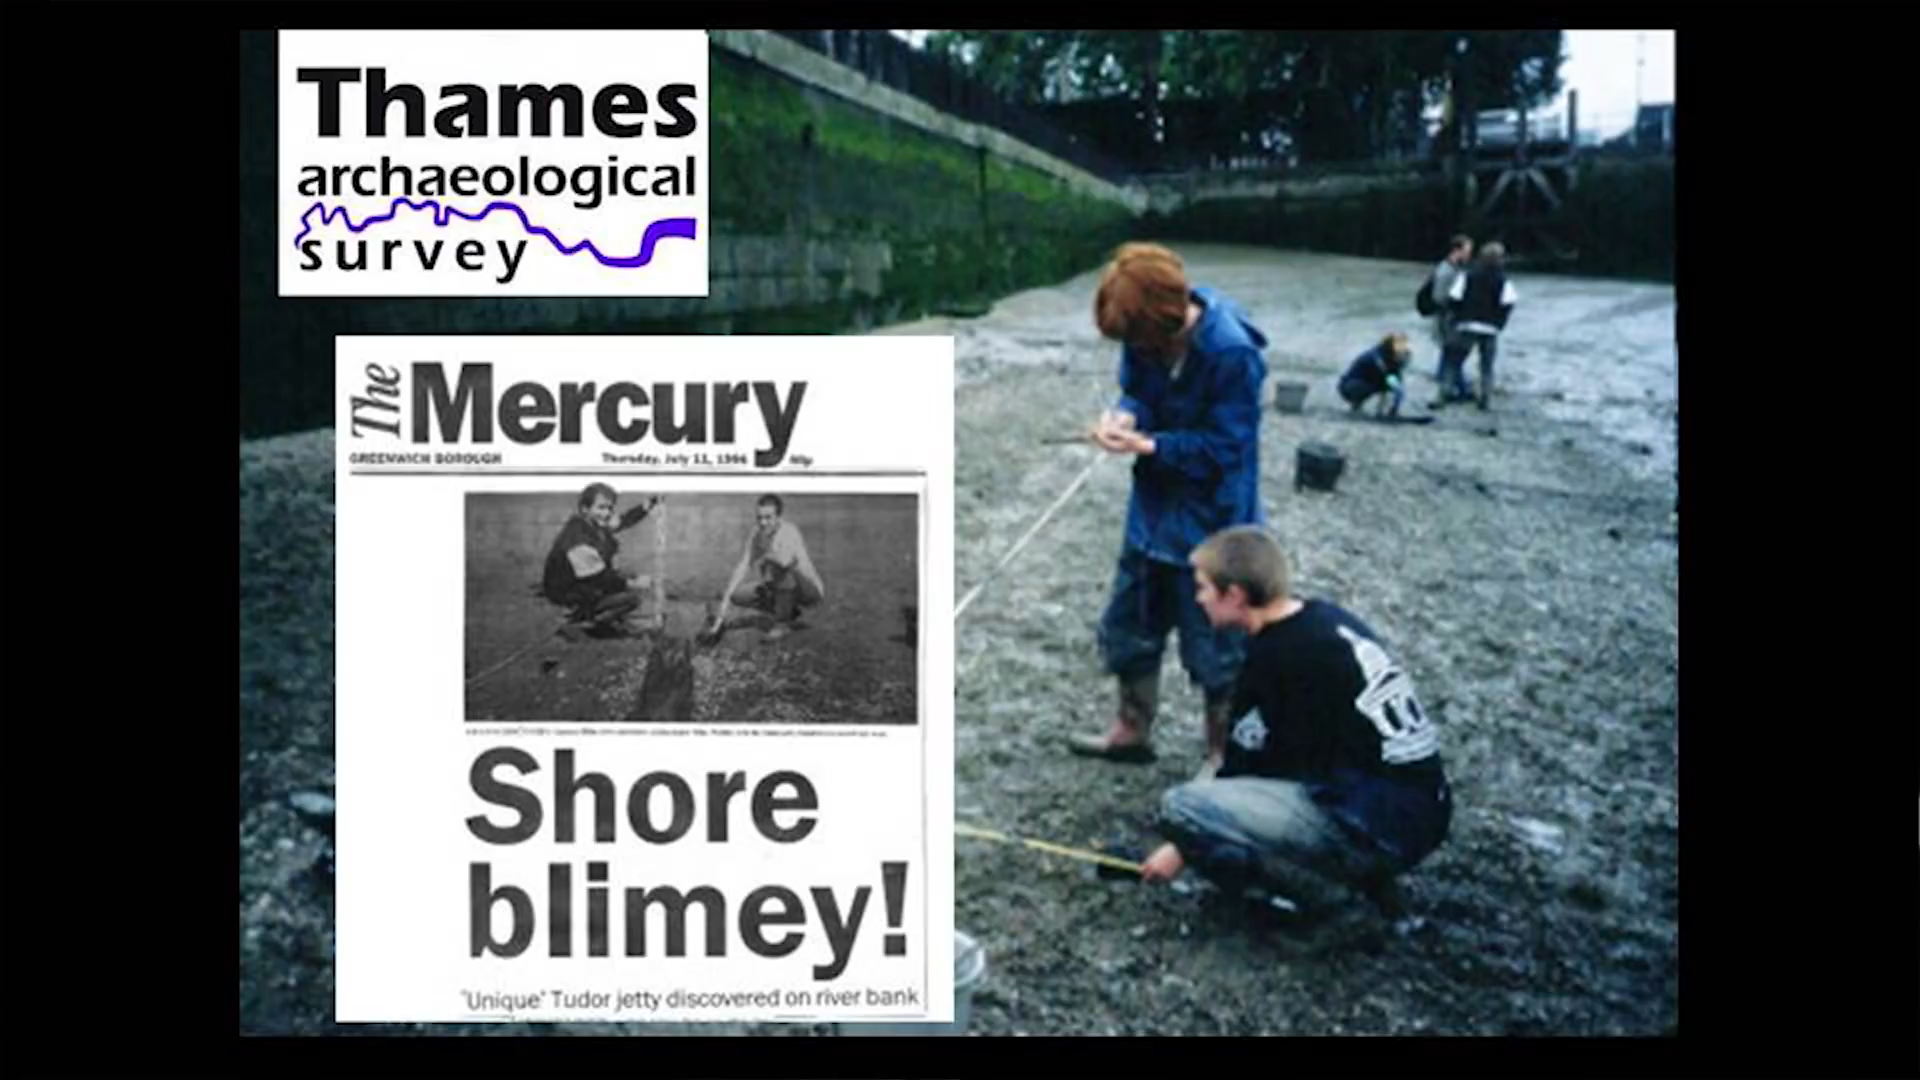 Thames
archaeological
survey
The Mercury
GREENWICH BOROUGH Thursday, July 11, 1996
Shore
blimey!
"Unique" Tudor jetty discovered on river bank